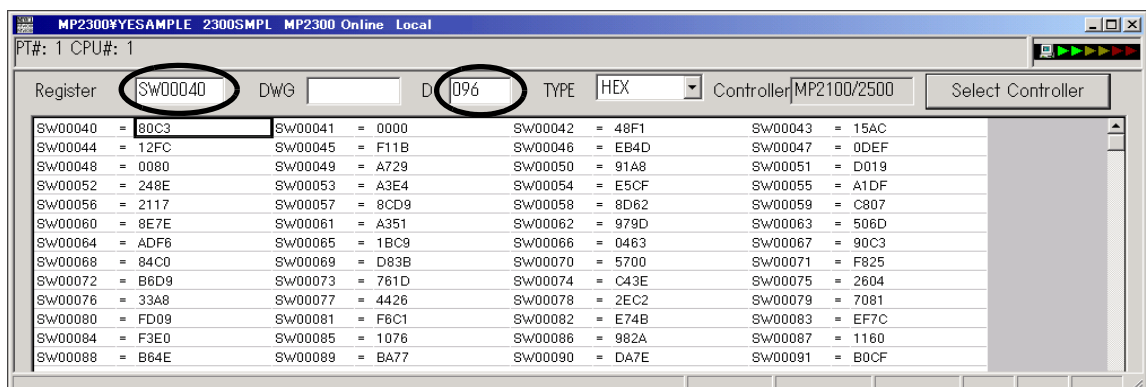 MP2300¥YESAMPLE 2300SMPL MP2300 Online Local
PT#: 1 CPU#: 1
Register SW00040 DWG D 096 TYPE HEX Controller MP2100/2500 Select Controller
SW00040 = 80C3 SW00041 = 0000 SW00042 = 48F1 SW00043 = 15AC
SW00044 = 12FC SW00045 = F11B SW00046 = EB4D SW00047 = 0DEF
SW00048 = 0080 SW00049 = A729 SW00050 = 91A8 SW00051 = D019
SW00052 = 248E SW00053 = A3E4 SW00054 = E5CF SW00055 = A1DF
SW00056 = 2117 SW00057 = 8CD9 SW00058 = 8D62 SW00059 = C807
SW00060 = 8E7E SW00061 = A351 SW00062 = 979D SW00063 = 506D
SW00064 = ADF6 SW00065 = 1BC9 SW00066 = 0463 SW00067 = 90C3
SW00068 = 84C0 SW00069 = D83B SW00070 = 5700 SW00071 = F825
SW00072 = B6D9 SW00073 = 761D SW00074 = C43E SW00075 = 2604
SW00076 = 33A8 SW00077 = 4426 SW00078 = 2EC2 SW00079 = 7081
SW00080 = FD09 SW00081 = F6C1 SW00082 = E74B SW00083 = EF7C
SW00084 = F3E0 SW00085 = 1076 SW00086 = 982A SW00087 = 1160
SW00088 = B64E SW00089 = BA77 SW00090 = DA7E SW00091 = B0CF